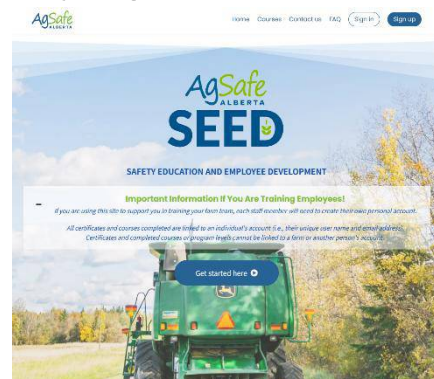 AgSafe
ALBERTA
Home Courses Contact us FAQ Sign in Sign up
AgSafe
ALBERTA
SEED
SAFETY EDUCATION AND EMPLOYEE DEVELOPMENT
Important Information If You Are Training Employees!
If you are using this site to support you in training your farm team, each staff member will need to create their own personal account.
All certificates and courses completed are linked to an individual's account (i.e., their unique user name and email address).
Certificates and completed courses or program levels cannot be linked to a farm or another person's account.
Get started here